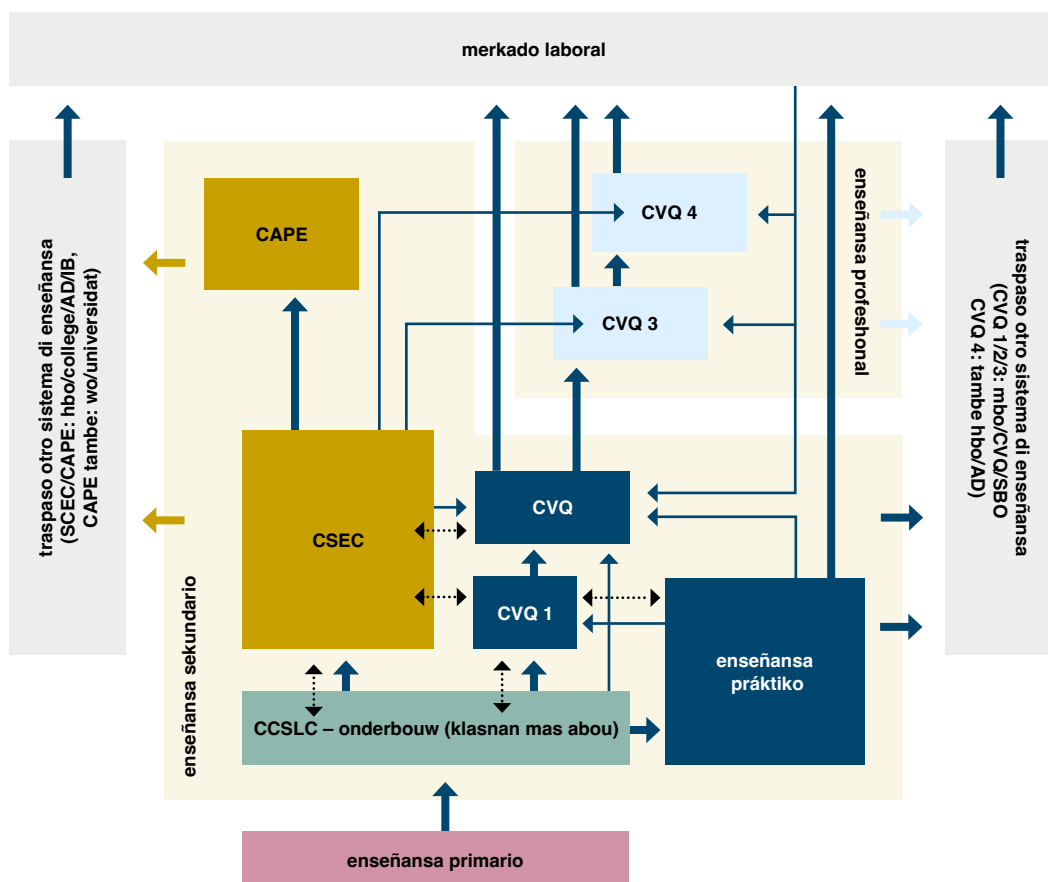 merkado laboral
traspaso otro sistema di enseñansa
(SCEC/CAPE: hbo/college/AD/IB,
CAPE tambe: wo/universidat)
CAPE
CVQ 4
CVQ 3
enseñansa profeshonal
traspaso otro sistema di enseñansa
(CVQ 1/2/3: mbo/CVQ/SBO
CVQ 4: tambe hbo/AD)
CSEC
CVQ
CVQ 1
enseñansa
práktiko
enseñansa sekundario
CCSLC – onderbouw (klasnan mas abou)
enseñansa primario